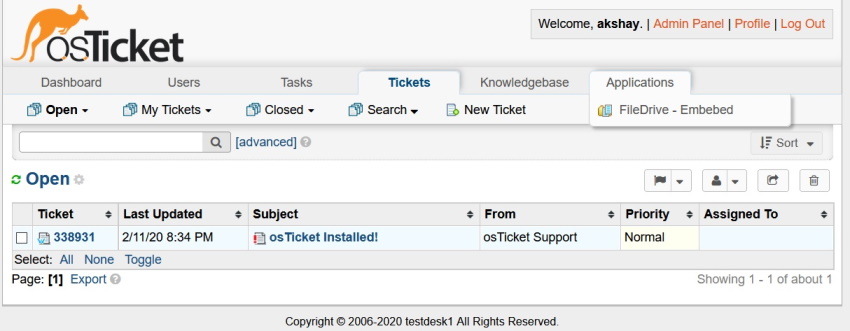 Welcome, akshay. | Admin Panel | Profile | Log Out
osTicket
Dashboard Users Tasks Tickets Knowledgebase Applications
Open My Tickets Closed Search New Ticket FileDrive - Embebed
[advanced] Sort
Open
Ticket Last Updated Subject From Priority Assigned To
338931 2/11/20 8:34 PM osTicket Installed! osTicket Support Normal
Select: All None Toggle
Page: [1] Export Showing 1 - 1 of about 1
Copyright © 2006-2020 testdesk1 All Rights Reserved.